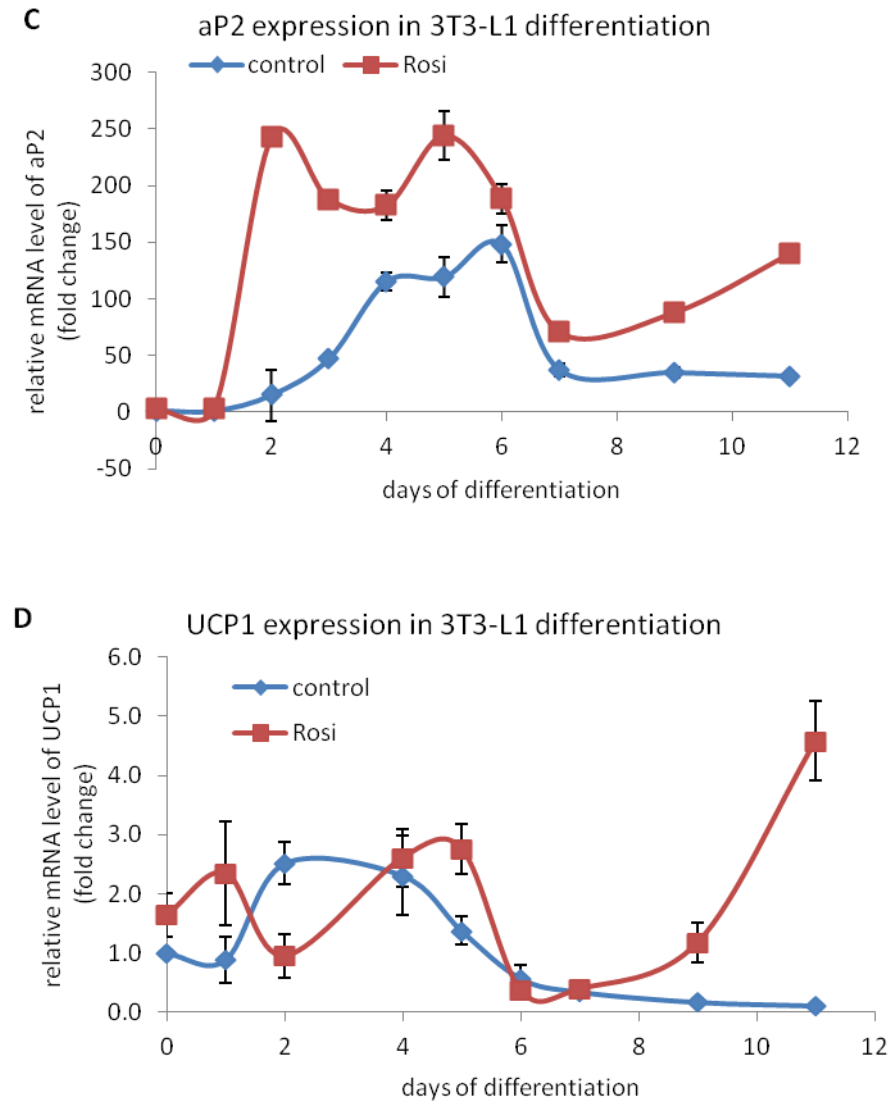 C
aP2 expression in 3T3-L1 differentiation
control Rosi
relative mRNA level of aP2
(fold change)
300
250
200
150
100
50
0
-50
0 2 4 6 8 10 12
days of differentiation
D
UCP1 expression in 3T3-L1 differentiation
control
Rosi
relative mRNA level of UCP1
(fold change)
6.0
5.0
4.0
3.0
2.0
1.0
0.0
0 2 4 6 8 10 12
days of differentiation